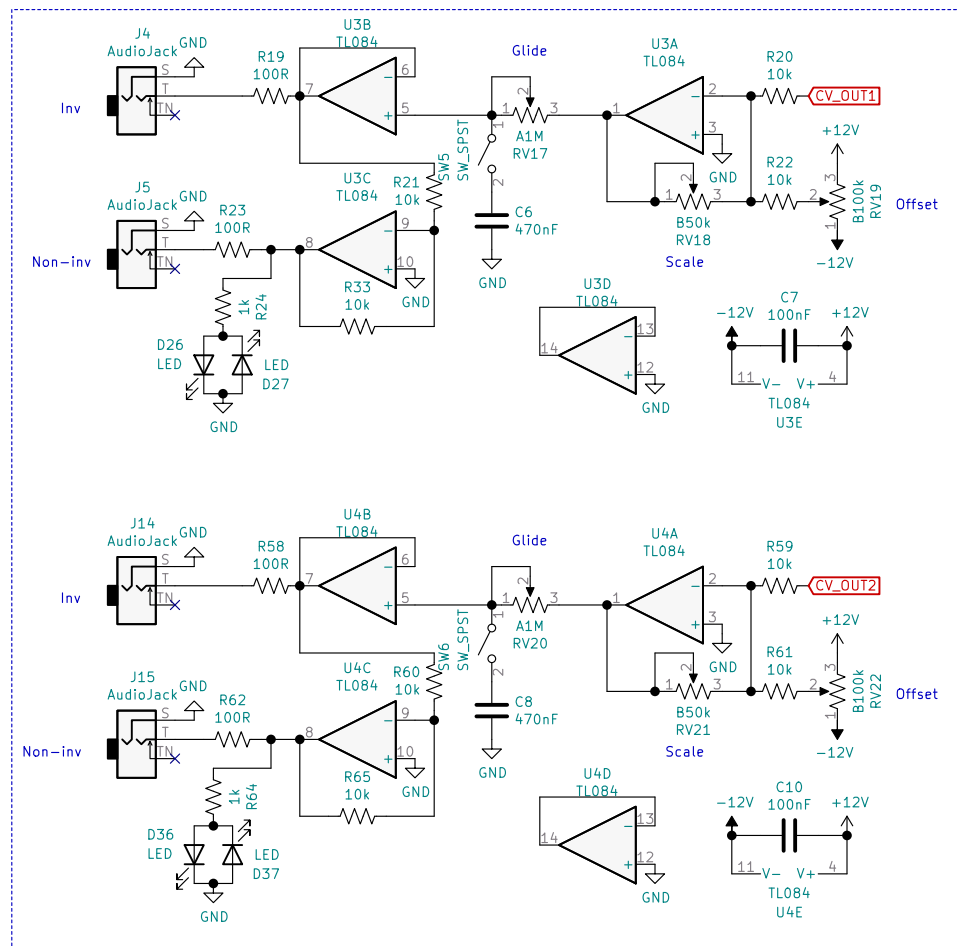 J4
AudioJack
GND
S
T
TN
Inv
R19
100R
U3B
TL084
7
6
5
Glide
1
2
3
A1M
RV17
U3A
TL084
1
2
3
GND
R20
10k
CV_OUT1
+12V
R22
10k
2
3
1
B100k
RV19
Offset
-12V
1
2
3
B50k
RV18
Scale
SW5
SW_SPST
1
2
C6
470nF
GND
J5
AudioJack
GND
S
T
TN
Non-inv
R23
100R
U3C
TL084
R21
10k
8
9
10
GND
R33
10k
1k
R24
D26
LED
LED
D27
GND
U3D
TL084
14
13
12
GND
C7
100nF
-12V
+12V
11
V-
V+
4
TL084
U3E
J14
AudioJack
GND
S
T
TN
Inv
R58
100R
U4B
TL084
7
6
5
Glide
1
2
3
A1M
RV20
U4A
TL084
1
2
3
GND
R59
10k
CV_OUT2
+12V
R61
10k
2
3
1
B100k
RV22
Offset
-12V
1
2
3
B50k
RV21
Scale
SW6
SW_SPST
1
2
C8
470nF
GND
J15
AudioJack
GND
S
T
TN
Non-inv
R62
100R
U4C
TL084
R60
10k
8
9
10
GND
R65
10k
1k
R64
D36
LED
LED
D37
GND
U4D
TL084
14
13
12
GND
C10
100nF
-12V
+12V
11
V-
V+
4
TL084
U4E